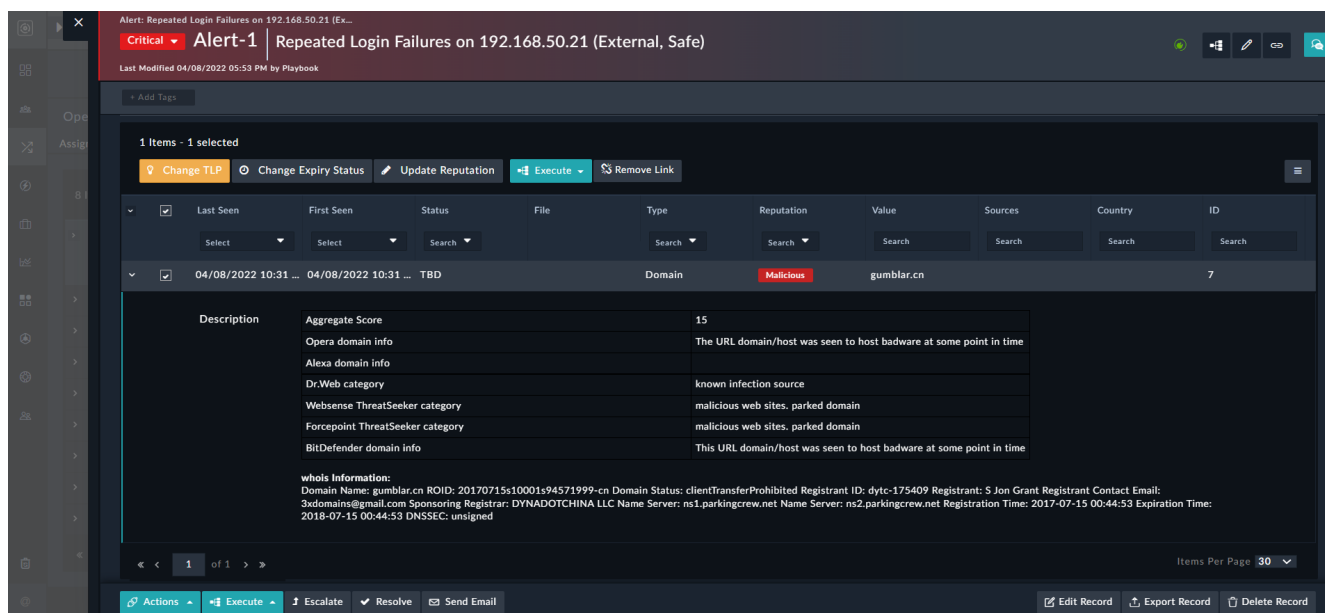 Alert: Repeated Login Failures on 192.168.50.21 (Ex...
Critical Alert-1 Repeated Login Failures on 192.168.50.21 (External, Safe)
Last Modified 04/08/2022 05:53 PM by Playbook
+ Add Tags
Ope
Assign
1 Items - 1 selected
Change TLP Change Expiry Status Update Reputation Execute Remove Link
Last Seen First Seen Status File Type Reputation Value Sources Country ID
Select Select Search Search Search Search Search Search Search
04/08/2022 10:31 ... 04/08/2022 10:31 ... TBD Domain Malicious gumblar.cn 7
Description
Aggregate Score 15
Opera domain info The URL domain/host was seen to host badware at some point in time
Alexa domain info
Dr.Web category known infection source
Websense ThreatSeeker category malicious web sites. parked domain
Forcepoint ThreatSeeker category malicious web sites. parked domain
BitDefender domain info This URL domain/host was seen to host badware at some point in time
whois Information:
Domain Name: gumblar.cn ROID: 20170715s10001s94571999-cn Domain Status: clientTransferProhibited Registrant ID: dytc-175409 Registrant: S Jon Grant Registrant Contact Email:
3xdomains@gmail.com Sponsoring Registrar: DYNADOTCHINA LLC Name Server: ns1.parkingcrew.net Name Server: ns2.parkingcrew.net Registration Time: 2017-07-15 00:44:53 Expiration Time:
2018-07-15 00:44:53 DNSSEC: unsigned
1 of 1 Items Per Page 30
Actions Execute Escalate Resolve Send Email Edit Record Export Record Delete Record